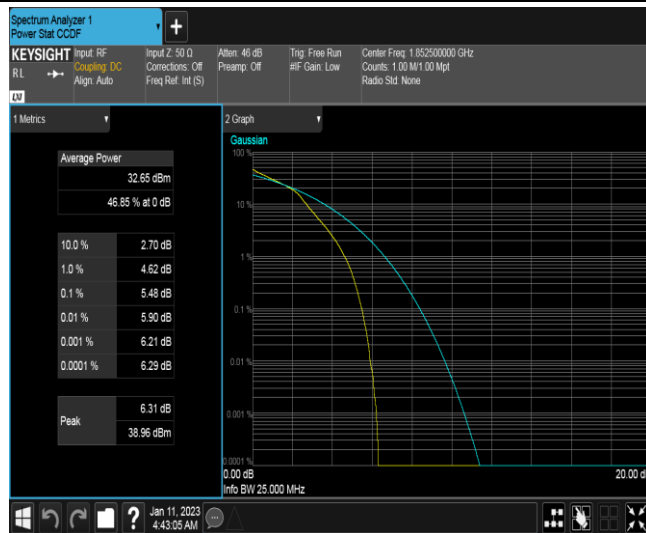 Spectrum Analyzer 1
Power Stat CCDF
+
KEYSIGHT
RL
Input: RF
Coupling: DC
Align: Auto
Input Z: 50 Ω
Corrections: Off
Freq Ref: Int (S)
Atten: 46 dB
Preamp: Off
Trig: Free Run
#IF Gain: Low
Center Freq: 1.852500000 GHz
Counts: 1.00 M/1.00 Mpt
Radio Std: None
1 Metrics
Average Power
32.65 dBm
46.85 % at 0 dB
10.0 % 2.70 dB
1.0 % 4.62 dB
0.1 % 5.48 dB
0.01 % 5.90 dB
0.001 % 6.21 dB
0.0001 % 6.29 dB
Peak 6.31 dB
38.96 dBm
2 Graph
Gaussian
100 %
10 %
1 %
0.1 %
0.01 %
0.001 %
0.0001 %
0.00 dB
20.00 d
Info BW 25.000 MHz
?
Jan 11, 2023
4:43:05 AM